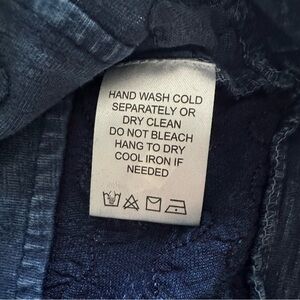 HAND WASH COLD
SEPARATELY OR
DRY CLEAN
DO NOT BLEACH
HANG TO DRY
COOL IRON IF
NEEDED